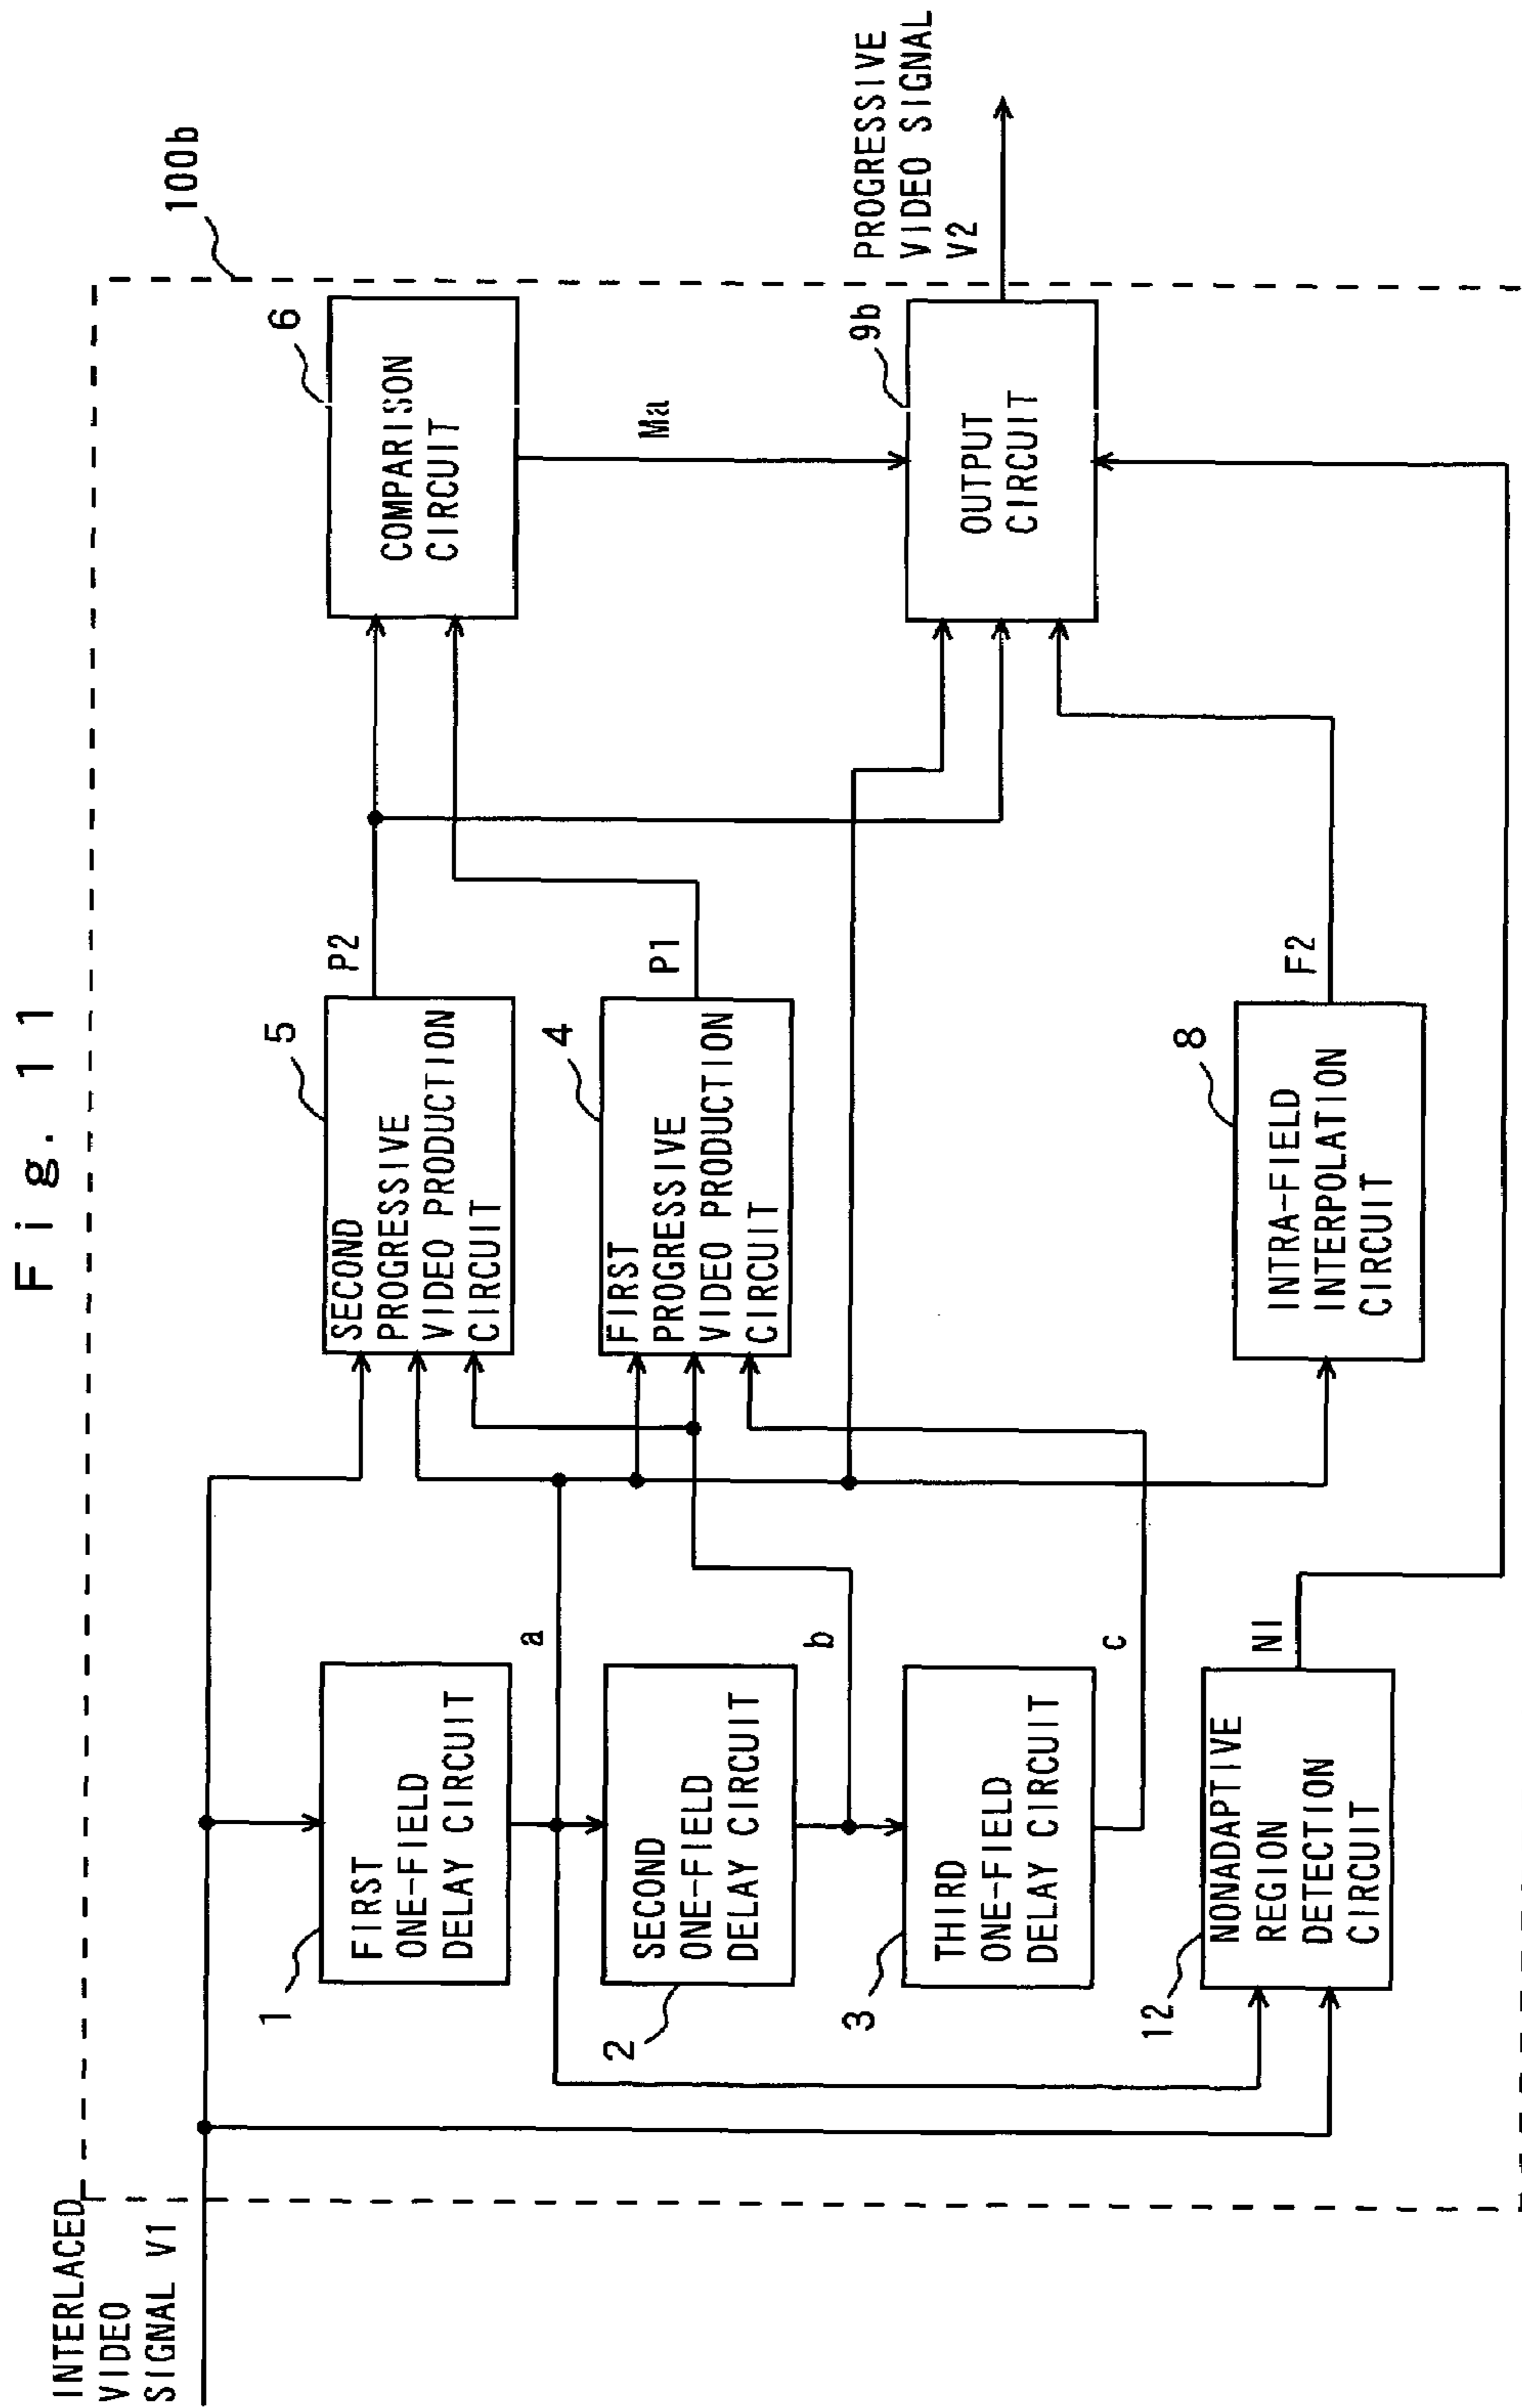 Fig. 11
INTERLACED
VIDEO
SIGNAL V1
100b
1
FIRST
ONE-FIELD
DELAY CIRCUIT
a
2
SECOND
ONE-FIELD
DELAY CIRCUIT
b
3
THIRD
ONE-FIELD
DELAY CIRCUIT
c
12
NONADAPTIVE
REGION
DETECTION
CIRCUIT
NI
5
SECOND
PROGRESSIVE
VIDEO PRODUCTION
CIRCUIT
P2
4
FIRST
PROGRESSIVE
VIDEO PRODUCTION
CIRCUIT
P1
8
INTRA-FIELD
INTERPOLATION
CIRCUIT
F2
6
COMPARISON
CIRCUIT
Ma
9b
OUTPUT
CIRCUIT
PROGRESSIVE
VIDEO SIGNAL
V2